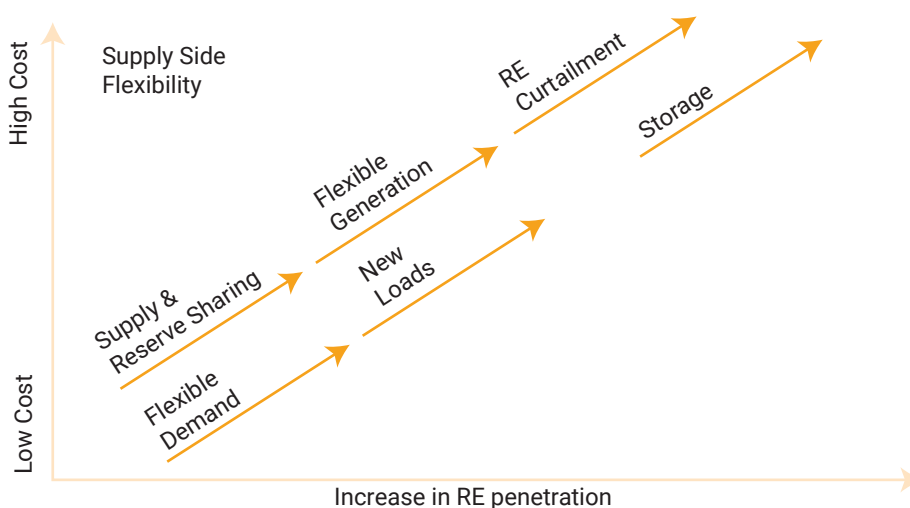 High Cost
Supply Side
Flexibility
RE
Curtailment
Storage
Flexible
Generation
New
Loads
Supply &
Reserve Sharing
Flexible
Demand
Low Cost
Increase in RE penetration